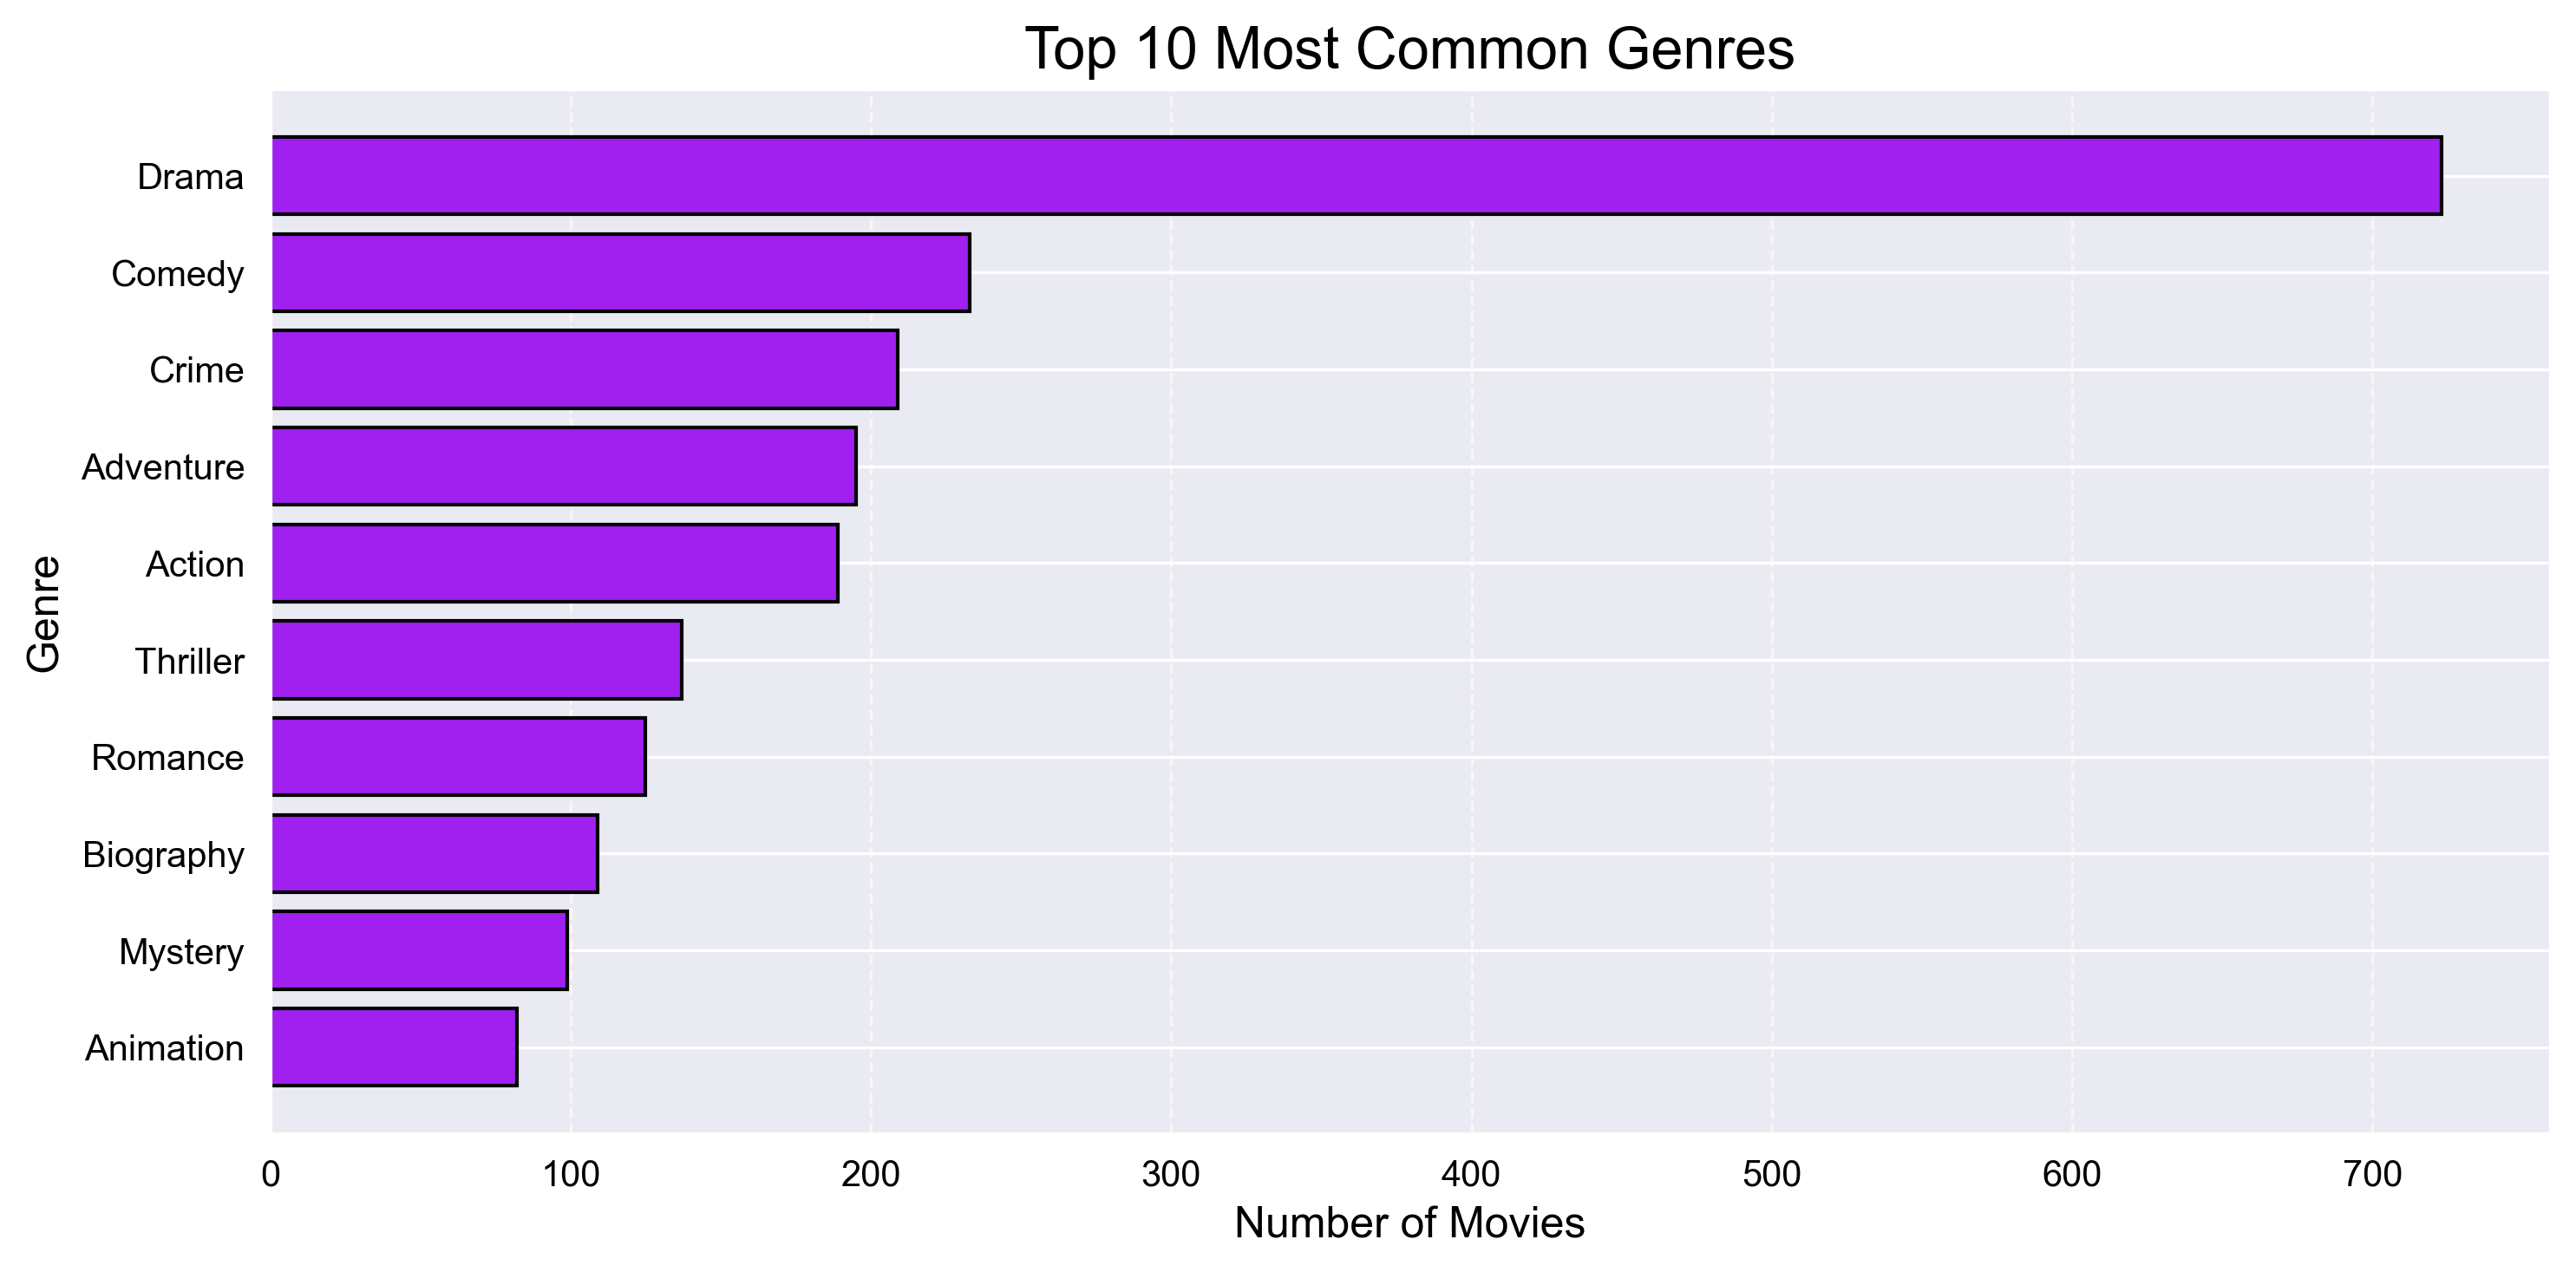 Top 10 Most Common Genres
Drama
Comedy
Crime
Adventure
Action
Thriller
Romance
Biography
Mystery
Animation
Genre
0 100 200 300 400 500 600 700
Number of Movies